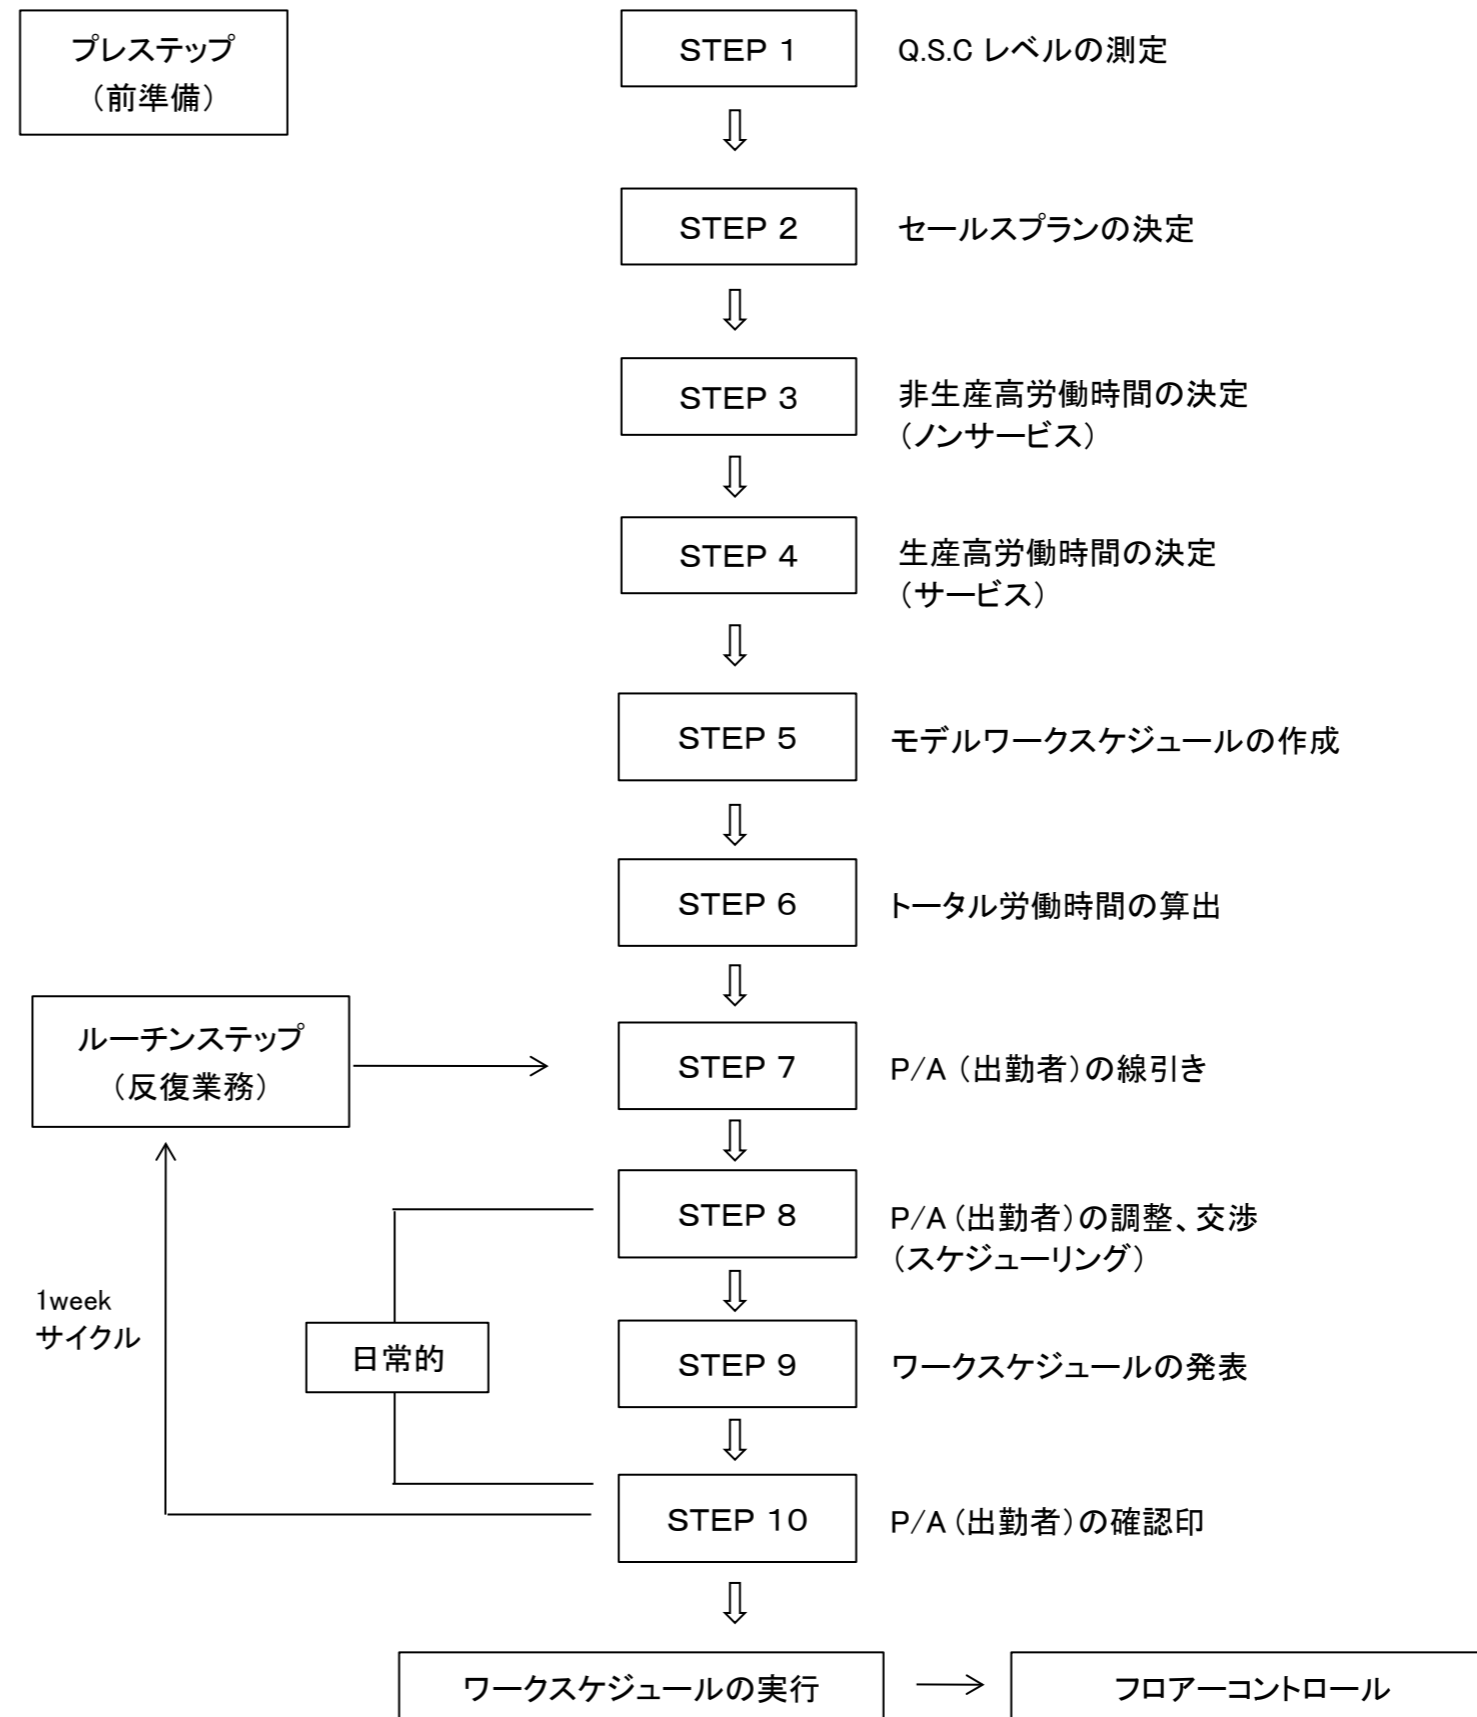 プレステップ
（前準備）
STEP 1
Q.S.C レベルの測定
STEP 2
セールスプランの決定
STEP 3
非生産高労働時間の決定
（ノンサービス）
STEP 4
生産高労働時間の決定
（サービス）
STEP 5
モデルワークスケジュールの作成
STEP 6
トータル労働時間の算出
ルーチンステップ
（反復業務）
STEP 7
P/A （出勤者）の線引き
STEP 8
P/A （出勤者）の調整、交渉
（スケジューリング）
1week
サイクル
日常的
STEP 9
ワークスケジュールの発表
STEP 10
P/A （出勤者）の確認印
ワークスケジュールの実行
フロアーコントロール